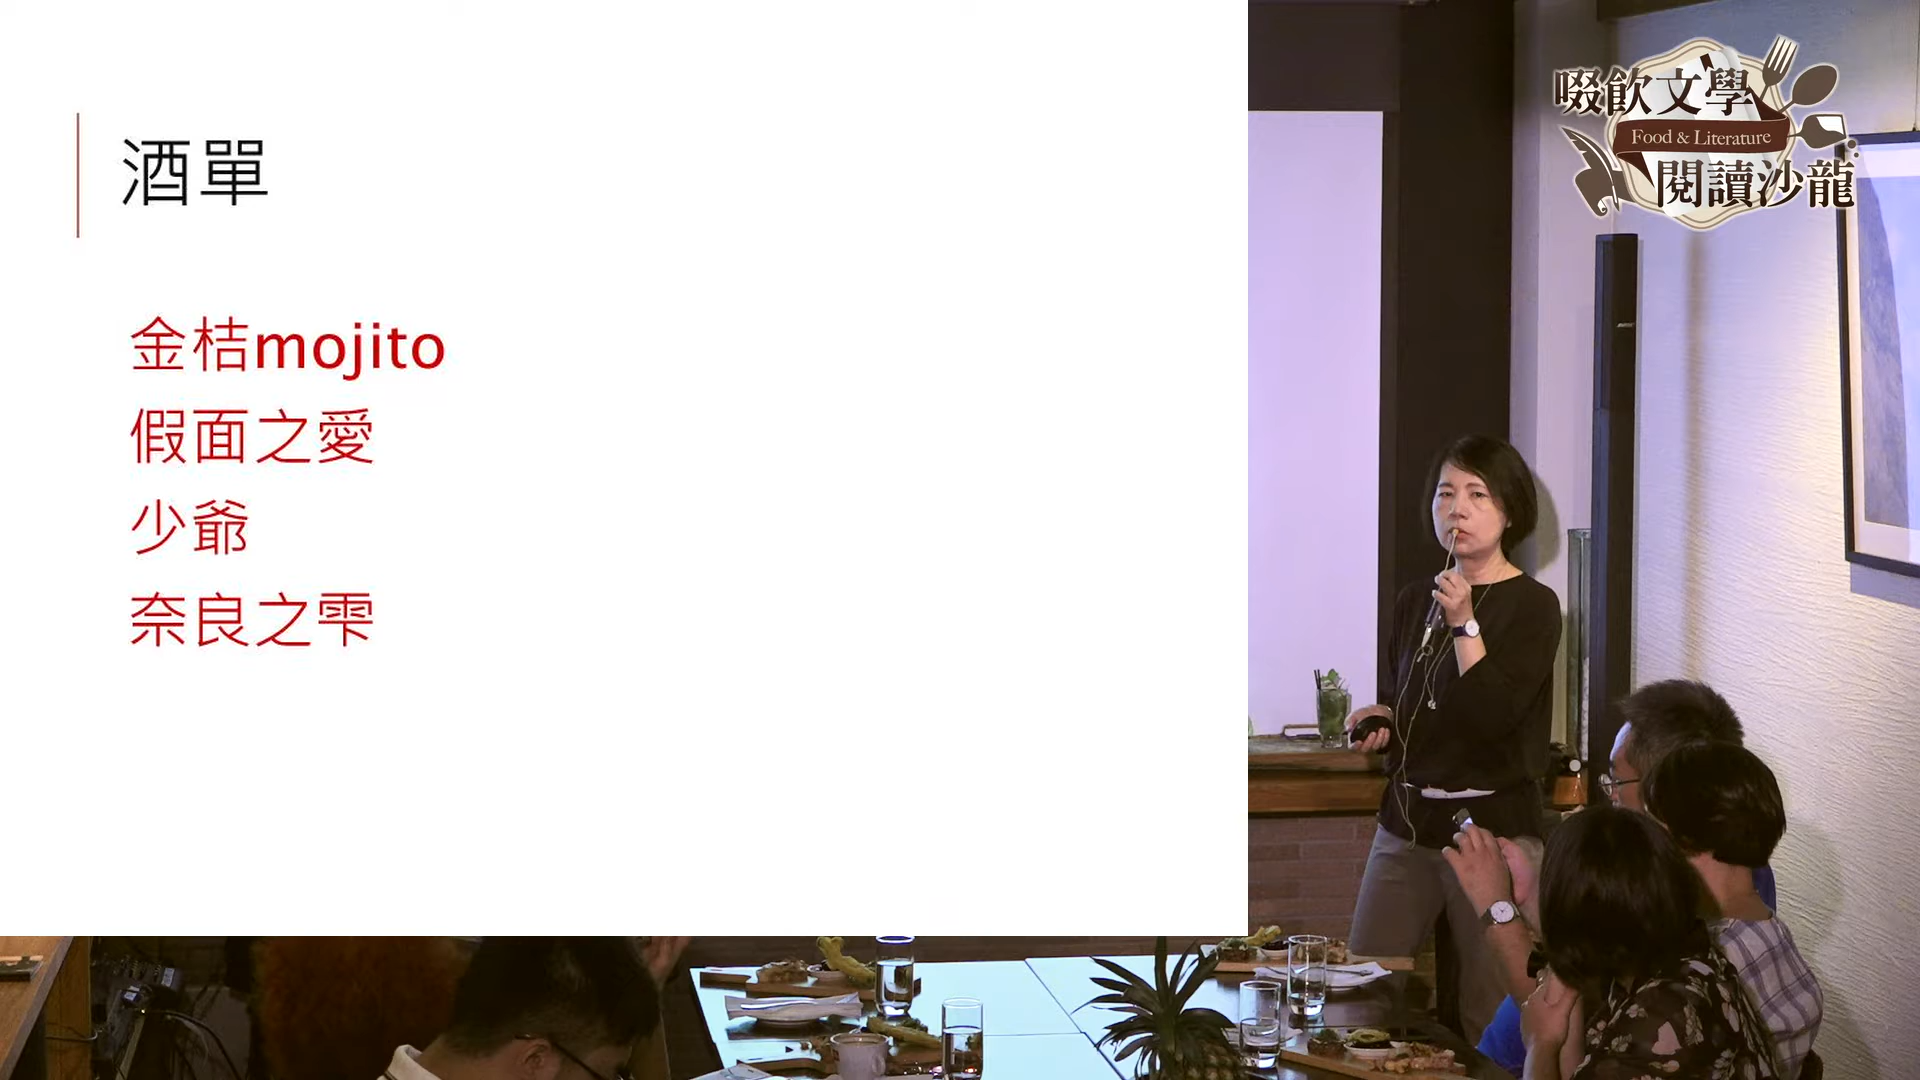 酒單
金桔mojito
假面之愛
少爺
奈良之雫
啜飲文學
Food & Literature
閱讀沙龍